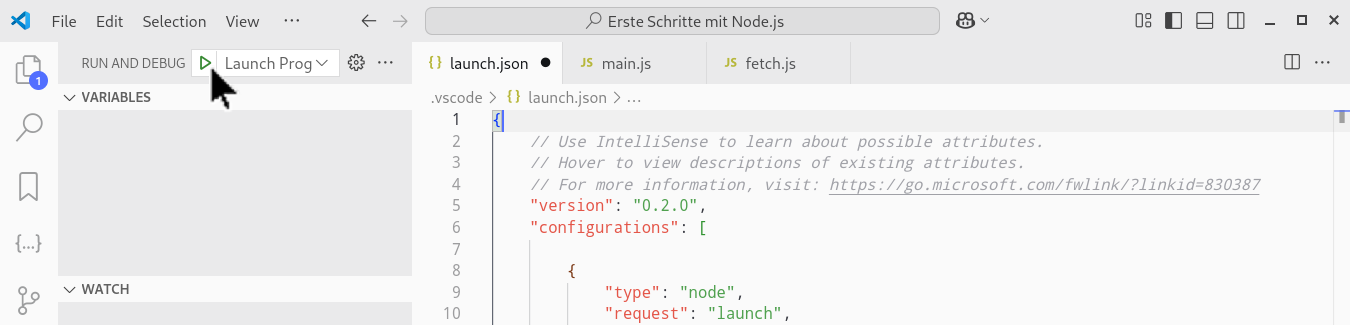 File Edit Selection View ··· Erste Schritte mit Node.js
RUN AND DEBUG Launch Prog ···
1
VARIABLES
WATCH
launch.json
JS main.js
JS fetch.js
···
.vscode > {} launch.json > ...
1 {
2 // Use IntelliSense to learn about possible attributes.
3 // Hover to view descriptions of existing attributes.
4 // For more information, visit: https://go.microsoft.com/fwlink/?linkid=830387
5 "version": "0.2.0",
6 "configurations": [
7
8 {
9 "type": "node",
10 "request": "launch",